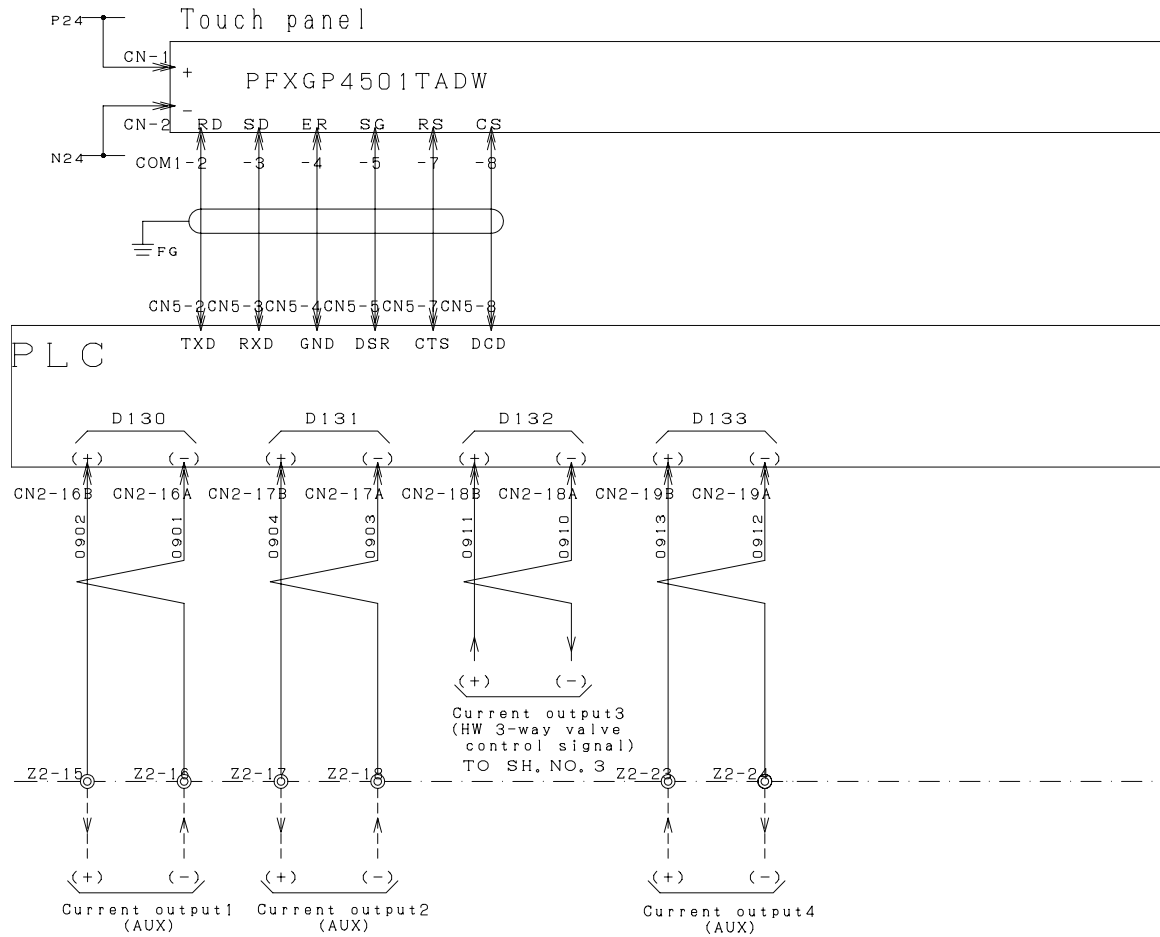 P24
Touch panel
CN-1
+
PFXGP4501TADW
-
CN-2 RD SD ER SG RS CS
N24
COM1-2 -3 -4 -5 -7 -8
FG
CN5-2 CN5-3 CN5-4 CN5-5 CN5-7 CN5-8
TXD RXD GND DSR CTS DCD
PLC
D130 D131 D132 D133
(+) (-) (+) (-) (+) (-) (+) (-)
CN2-16B CN2-16A CN2-17B CN2-17A CN2-18B CN2-18A CN2-19B CN2-19A
0902 0901 0904 0903 0911 0910 0913 0912
(+) (-)
Current output3
(HW 3-way valve
control signal)
TO SH.NO.3
Z2-15 Z2-16 Z2-17 Z2-18 Z2-23 Z2-24
(+) (-) (+) (-) (+) (-)
Current output1 Current output2 Current output4
(AUX) (AUX) (AUX)